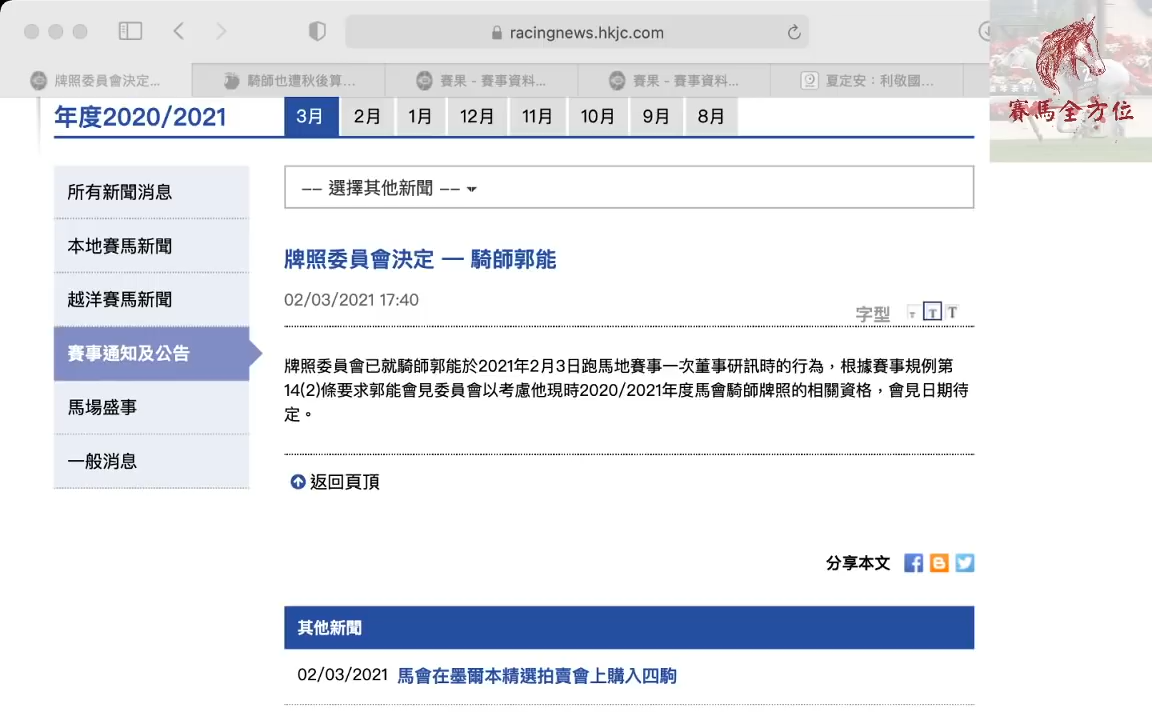 racingnews.hkjc.com
牌照委員會決定...
騎師也遭秋後算...
賽果 - 賽事資料...
賽果 - 賽事資料...
夏定安：利敬國...
賽馬全方位
年度2020/2021
3月 2月 1月 12月 11月 10月 9月 8月
所有新聞消息
本地賽馬新聞
越洋賽馬新聞
賽事通知及公告
馬場盛事
一般消息
-- 選擇其他新聞 --
牌照委員會決定 — 騎師郭能
02/03/2021 17:40
字型 T T T
牌照委員會已就騎師郭能於2021年2月3日跑馬地賽事一次董事研訊時的行為，根據賽事規例第
14(2)條要求郭能會見委員會以考慮他現時2020/2021年度馬會騎師牌照的相關資格，會見日期待
定。
返回頁頂
分享本文
其他新聞
02/03/2021 馬會在墨爾本精選拍賣會上購入四駒